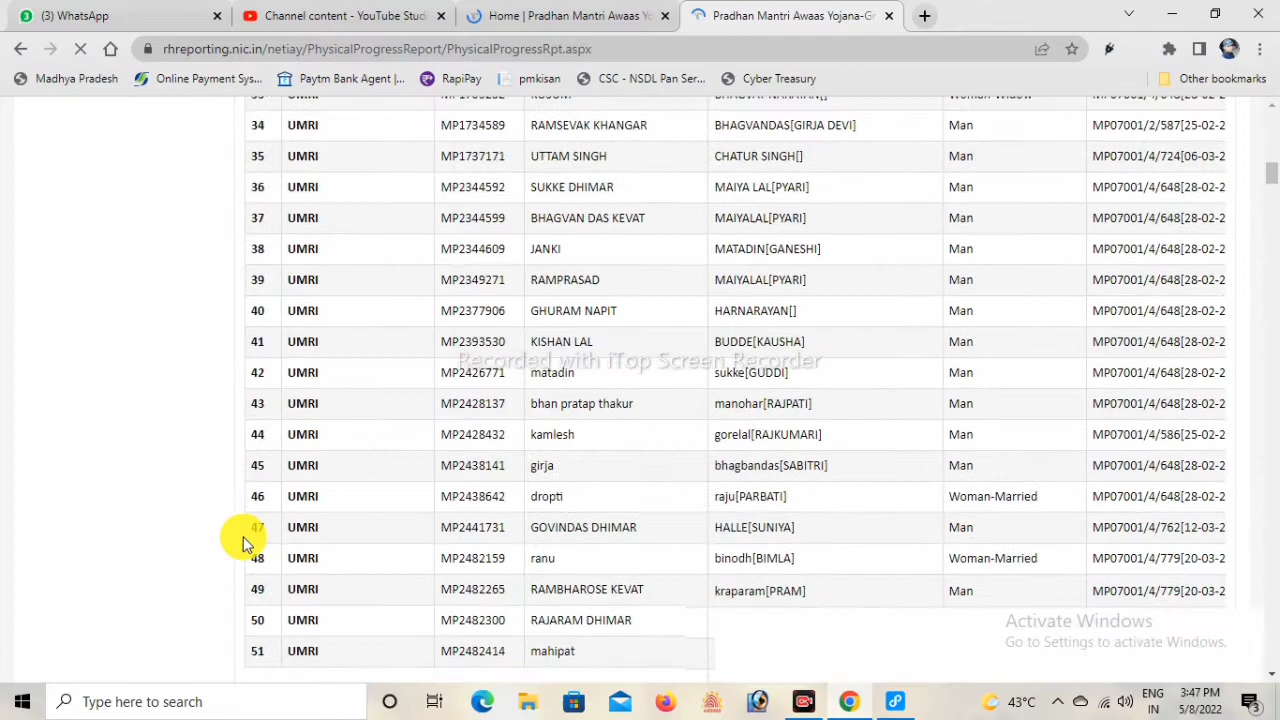 (3) WhatsApp
Channel content - YouTube Studi
Home | Pradhan Mantri Awaas Yo
Pradhan Mantri Awaas Yojana-Gr
rhreporting.nic.in/netiay/PhysicalProgressReport/PhysicalProgressRpt.aspx
Madhya Pradesh
Online Payment Sys...
Paytm Bank Agent |...
RapiPay
pmkisan
CSC - NSDL Pan Ser...
Cyber Treasury
Other bookmarks
34 UMRI MP1734589 RAMSEVAK KHANGAR BHAGVANDAS[GIRJA DEVI] Man MP07001/2/587[25-02-2
35 UMRI MP1737171 UTTAM SINGH CHATUR SINGH[] Man MP07001/4/724[06-03-2
36 UMRI MP2344592 SUKKE DHIMAR MAIYA LAL[PYARI] Man MP07001/4/648[28-02-2
37 UMRI MP2344599 BHAGVAN DAS KEVAT MAIYALAL[PYARI] Man MP07001/4/648[28-02-2
38 UMRI MP2344609 JANKI MATADIN[GANESHI] Man MP07001/4/648[28-02-2
39 UMRI MP2349271 RAMPRASAD MAIYALAL[PYARI] Man MP07001/4/648[28-02-2
40 UMRI MP2377906 GHURAM NAPIT HARNARAYAN[] Man MP07001/4/648[28-02-2
41 UMRI MP2393530 KISHAN LAL BUDDE[KAUSHA] Man MP07001/4/648[28-02-2
Recorded with iTop Screen Recorder
42 UMRI MP2426771 matadin sukke[GUDDI] Man MP07001/4/648[28-02-2
43 UMRI MP2428137 bhan pratap thakur manohar[RAJPATI] Man MP07001/4/648[28-02-2
44 UMRI MP2428432 kamlesh gorelal[RAJKUMARI] Man MP07001/4/586[25-02-2
45 UMRI MP2438141 girja bhagbandas[SABITRI] Man MP07001/4/648[28-02-2
46 UMRI MP2438642 dropti raju[PARBATI] Woman-Married MP07001/4/648[28-02-2
47 UMRI MP2441731 GOVINDAS DHIMAR HALLE[SUNIYA] Man MP07001/4/762[12-03-2
48 UMRI MP2482159 ranu binodh[BIMLA] Woman-Married MP07001/4/779[20-03-2
49 UMRI MP2482265 RAMBHAROSE KEVAT kraparam[PRAM] Man MP07001/4/779[20-03-2
50 UMRI MP2482300 RAJARAM DHIMAR
51 UMRI MP2482414 mahipat
Activate Windows
Go to Settings to activate Windows.
Type here to search
43°C
ENG
IN
3:47 PM
5/8/2022
3